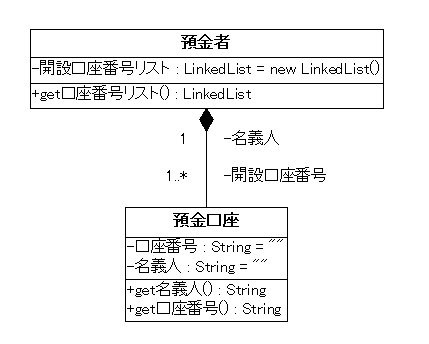 預金者
-開設口座番号リスト : LinkedList = new LinkedList()
+get口座番号リスト() : LinkedList
1 -名義人
1..* -開設口座番号
預金口座
-口座番号 : String = ""
-名義人 : String = ""
+get名義人() : String
+get口座番号() : String